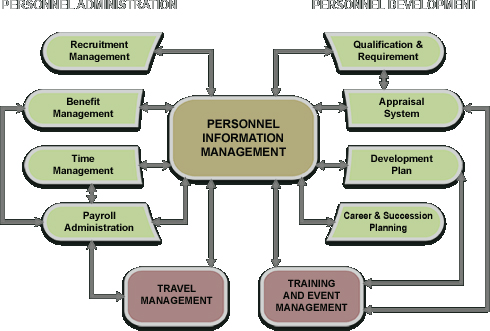 PERSONNEL ADMINISTRATION
PERSONNEL DEVELOPMENT
Recruitment
Management
Qualification &
Requirement
Benefit
Management
Appraisal
System
PERSONNEL
INFORMATION
MANAGEMENT
Time
Management
Development
Plan
Payroll
Administration
Career & Succession
Planning
TRAVEL
MANAGEMENT
TRAINING
AND EVENT
MANAGEMENT